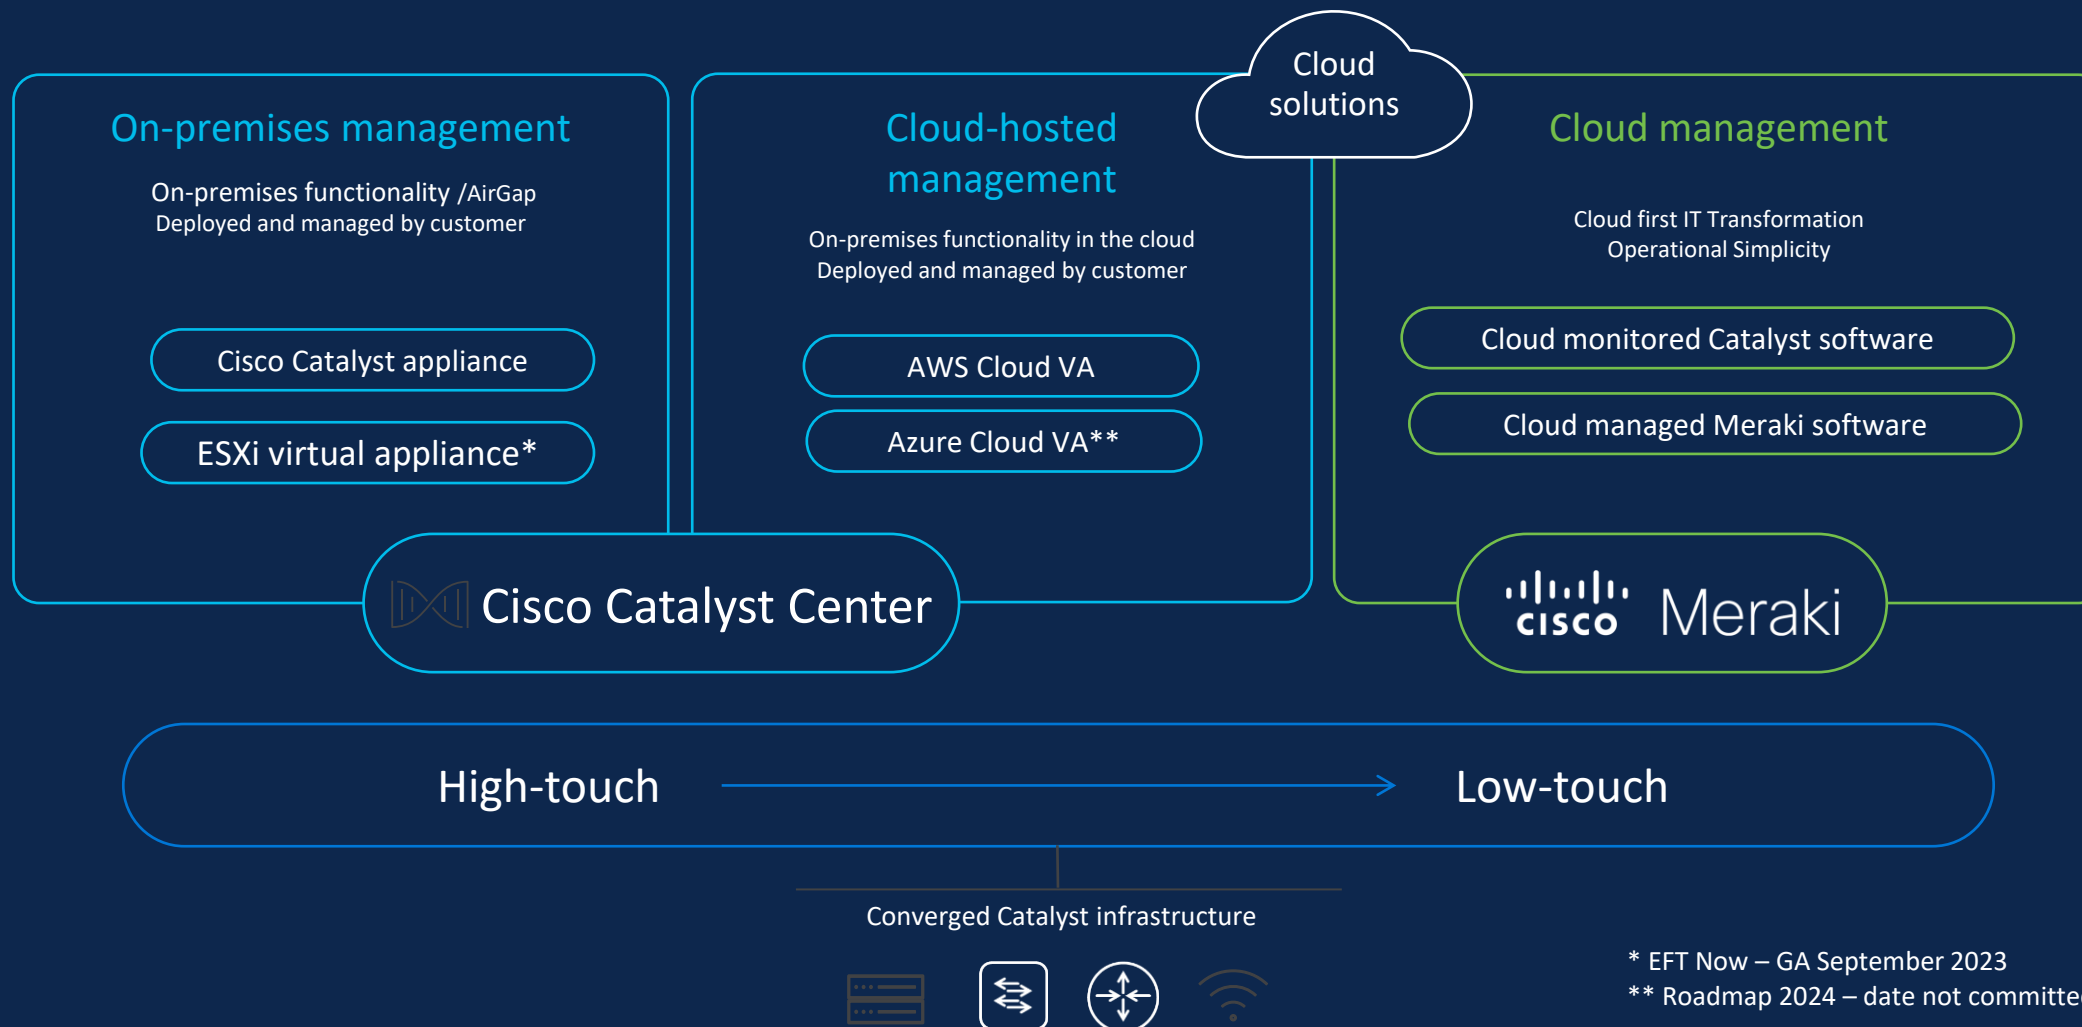 Cloud
solutions
On-premises management
On-premises functionality /AirGap
Deployed and managed by customer
Cisco Catalyst appliance
ESXi virtual appliance*
Cloud-hosted
management
On-premises functionality in the cloud
Deployed and managed by customer
AWS Cloud VA
Azure Cloud VA**
Cloud management
Cloud first IT Transformation
Operational Simplicity
Cloud monitored Catalyst software
Cloud managed Meraki software
Cisco Catalyst Center
CISCO Meraki
High-touch
Low-touch
Converged Catalyst infrastructure
* EFT Now – GA September 2023
** Roadmap 2024 – date not committe